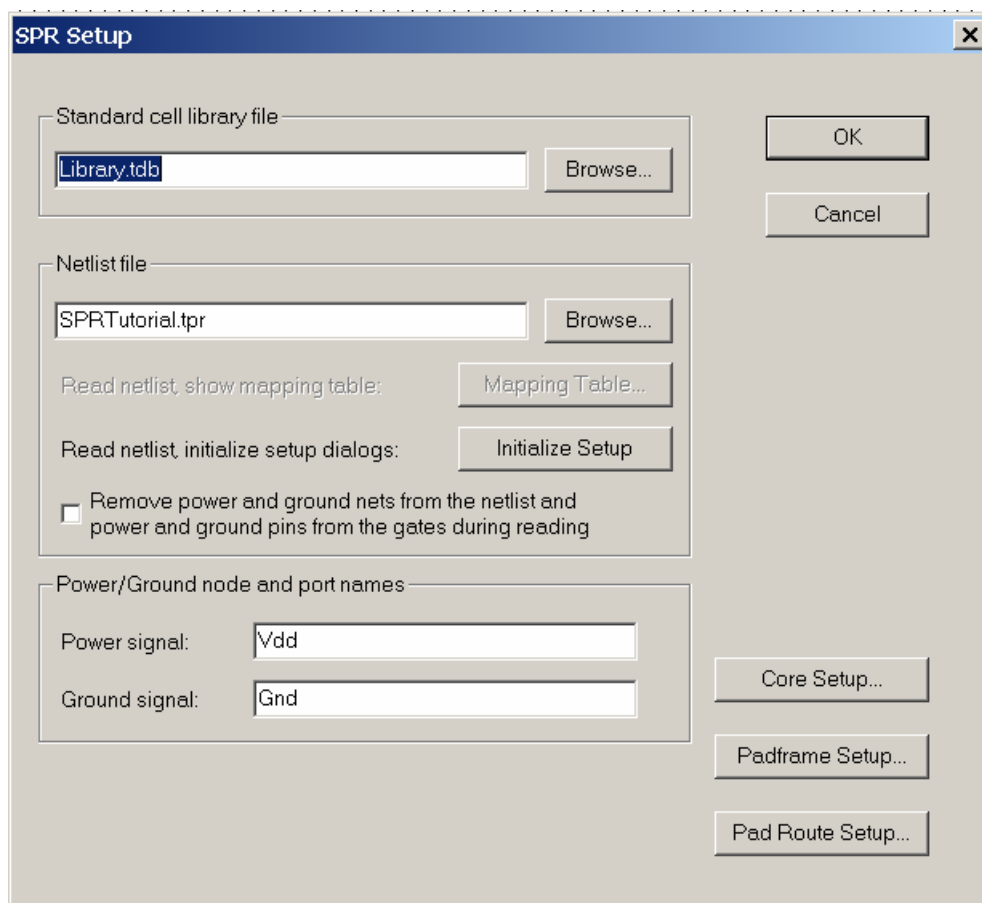 SPR Setup
Standard cell library file
OK
Library.tdb
Browse...
Cancel
Netlist file
SPRTutorial.tpr
Browse...
Read netlist, show mapping table:
Mapping Table...
Read netlist, initialize setup dialogs:
Initialize Setup
Remove power and ground nets from the netlist and
power and ground pins from the gates during reading
Power/Ground node and port names
Power signal:
Vdd
Ground signal:
Gnd
Core Setup...
Padframe Setup...
Pad Route Setup...